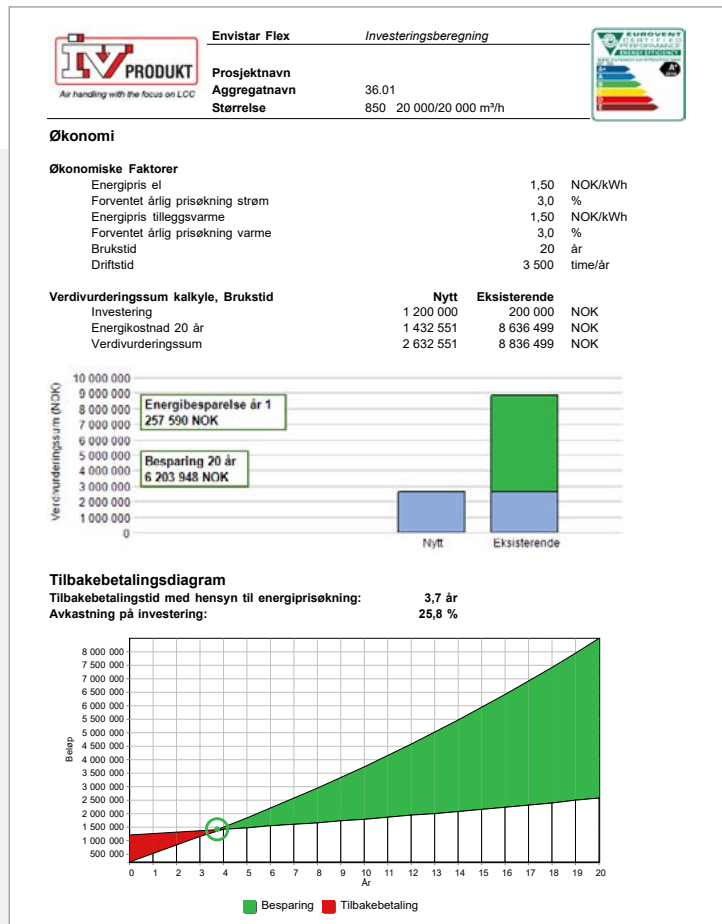 IV PRODUKT
Air handling with the focus on LCC
Envistar Flex Investeringsberegning
Prosjektnavn
Aggregatnavn 36.01
Størrelse 850 20 000/20 000 m³/h
EUROVENT
CERTIFIED
PERFORMANCE
ENERGY EFFICIENCY
Økonomi
Økonomiske Faktorer
Energipris el 1,50 NOK/kWh
Forventet årlig prisøkning strøm 3,0 %
Energipris tilleggsvarme 1,50 NOK/kWh
Forventet årlig prisøkning varme 3,0 %
Brukstid 20 år
Driftstid 3 500 time/år
Verdivurderingssum kalkyle, Brukstid Nytt Eksisterende
Investering 1 200 000 200 000 NOK
Energikostnad 20 år 1 432 551 8 636 499 NOK
Verdivurderingssum 2 632 551 8 836 499 NOK
Verdivurderingssum (NOK)
10 000 000
9 000 000
8 000 000
7 000 000
6 000 000
5 000 000
4 000 000
3 000 000
2 000 000
1 000 000
0
Energibesparelse år 1
257 590 NOK
Besparing 20 år
6 203 948 NOK
Nytt Eksisterende
Tilbakebetalingsdiagram
Tilbakebetalingstid med hensyn til energiprisøkning: 3,7 år
Avkastning på investering: 25,8 %
Beløp
8 000 000
7 500 000
7 000 000
6 500 000
6 000 000
5 500 000
5 000 000
4 500 000
4 000 000
3 500 000
3 000 000
2 500 000
2 000 000
1 500 000
1 000 000
500 000
0 1 2 3 4 5 6 7 8 9 10 11 12 13 14 15 16 17 18 19 20
År
Besparing Tilbakebetaling